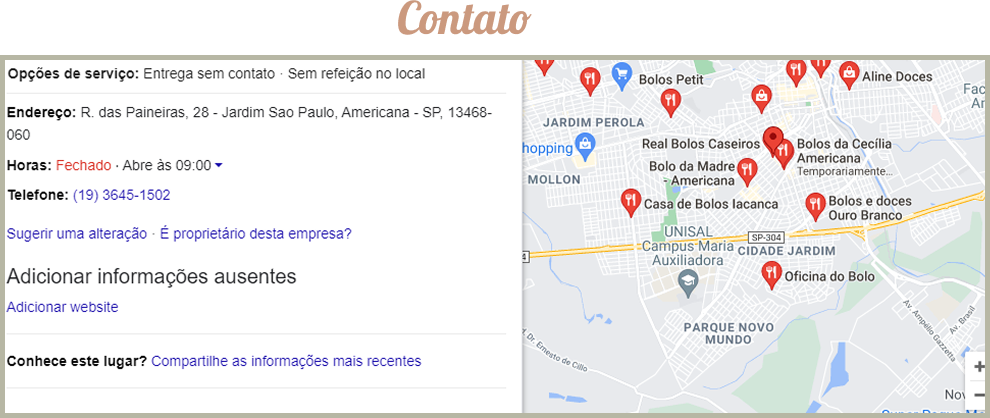 Contato
Opções de serviço: Entrega sem contato · Sem refeição no local
Endereço: R. das Paineiras, 28 - Jardim Sao Paulo, Americana - SP, 13468-
060
Horas: Fechado · Abre às 09:00
Telefone: (19) 3645-1502
Sugerir uma alteração · É proprietário desta empresa?
Adicionar informações ausentes
Adicionar website
Conhece este lugar? Compartilhe as informações mais recentes
Bolos Petit
Aline Doces
JARDIM PEROLA
hopping
Real Bolos Caseiros
Bolos da Cecília
Americana
Temporariamente...
MOLLON
Bolo da Madre
- Americana
Casa de Bolos Iacanca
Bolos e doces
Ouro Branco
UNISAL
Campus Maria
Auxiliadora
SP-304
CIDADE JARDIM
Oficina do Bolo
PARQUE NOVO
MUNDO
Dr. Ernesto de Cillo
Av. Ampélio Gazzetta
Av. Brasil
Nov
+
−